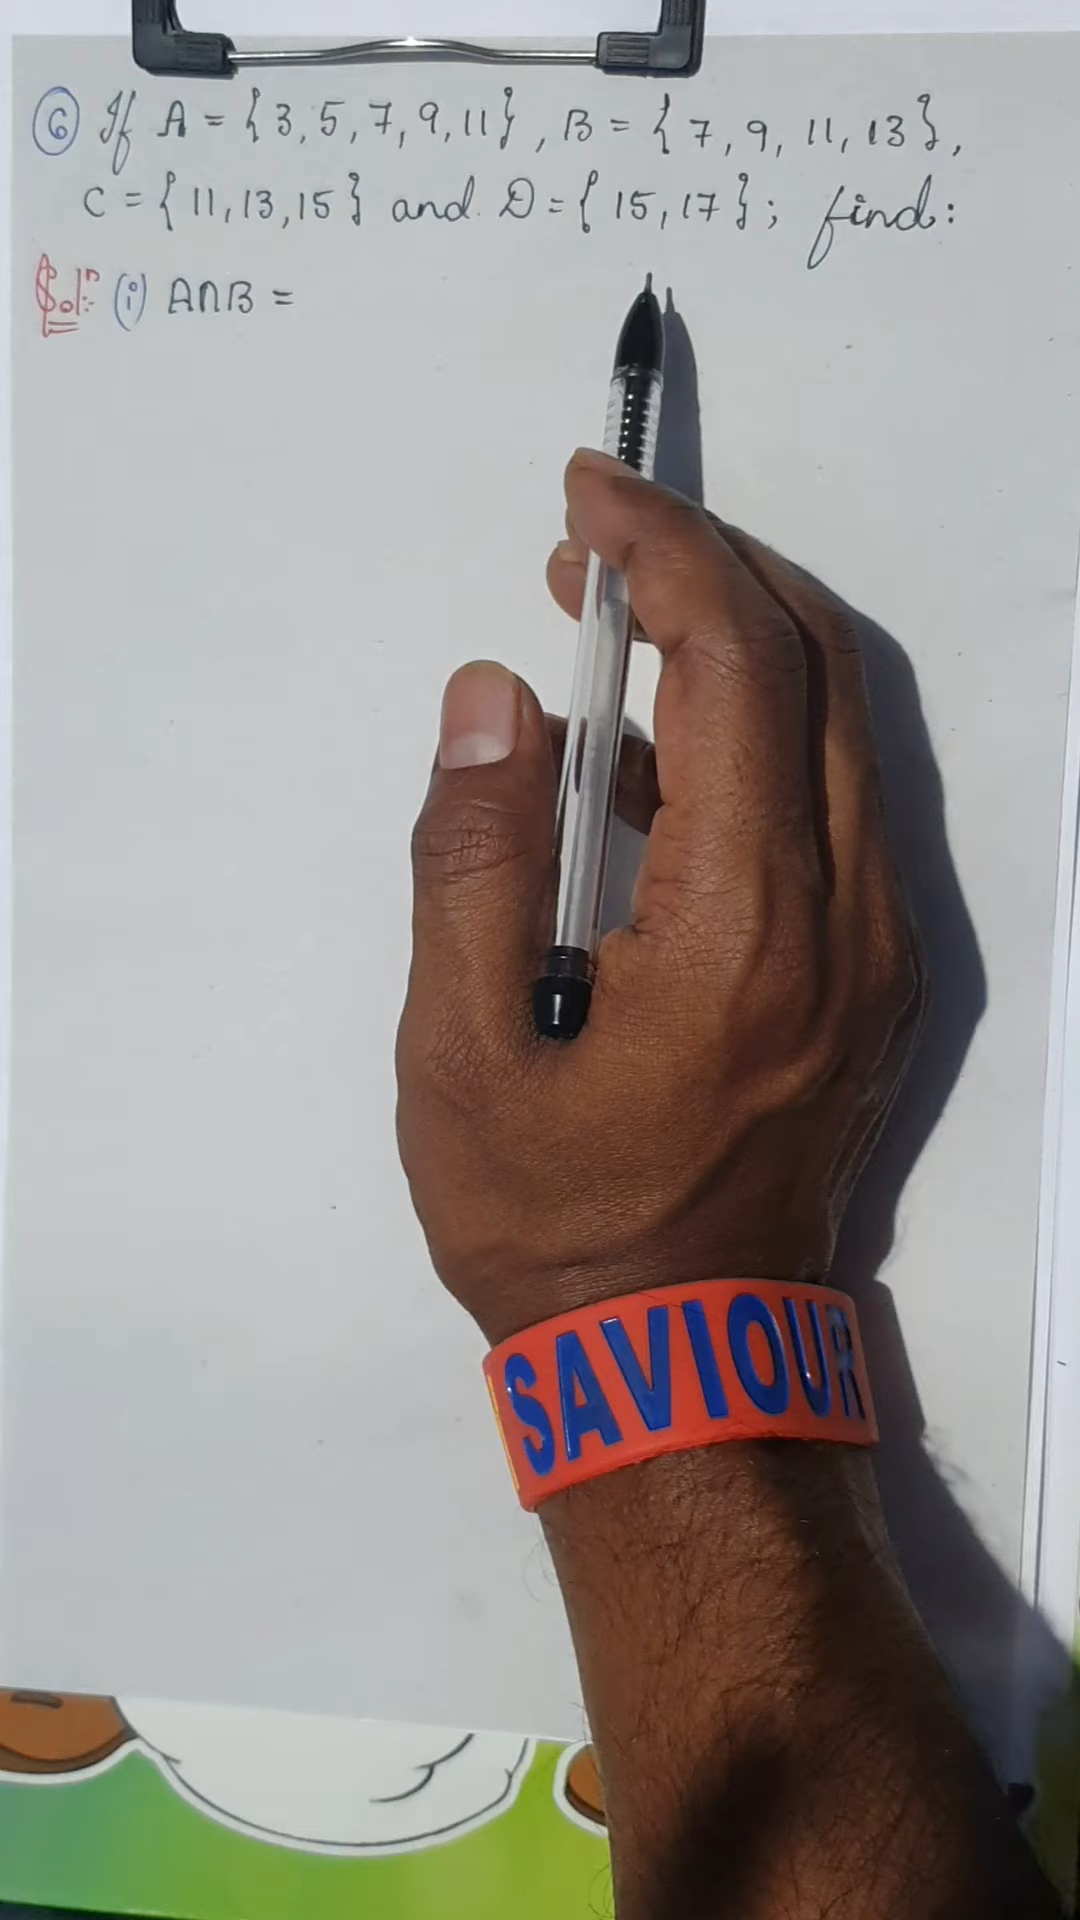 6 If A = {3, 5, 7, 9, 11}, B = {7, 9, 11, 13},
C = {11, 13, 15} and D = {15, 17}; find:
Solⁿ:- (i) A∩B =
SAVIOUR